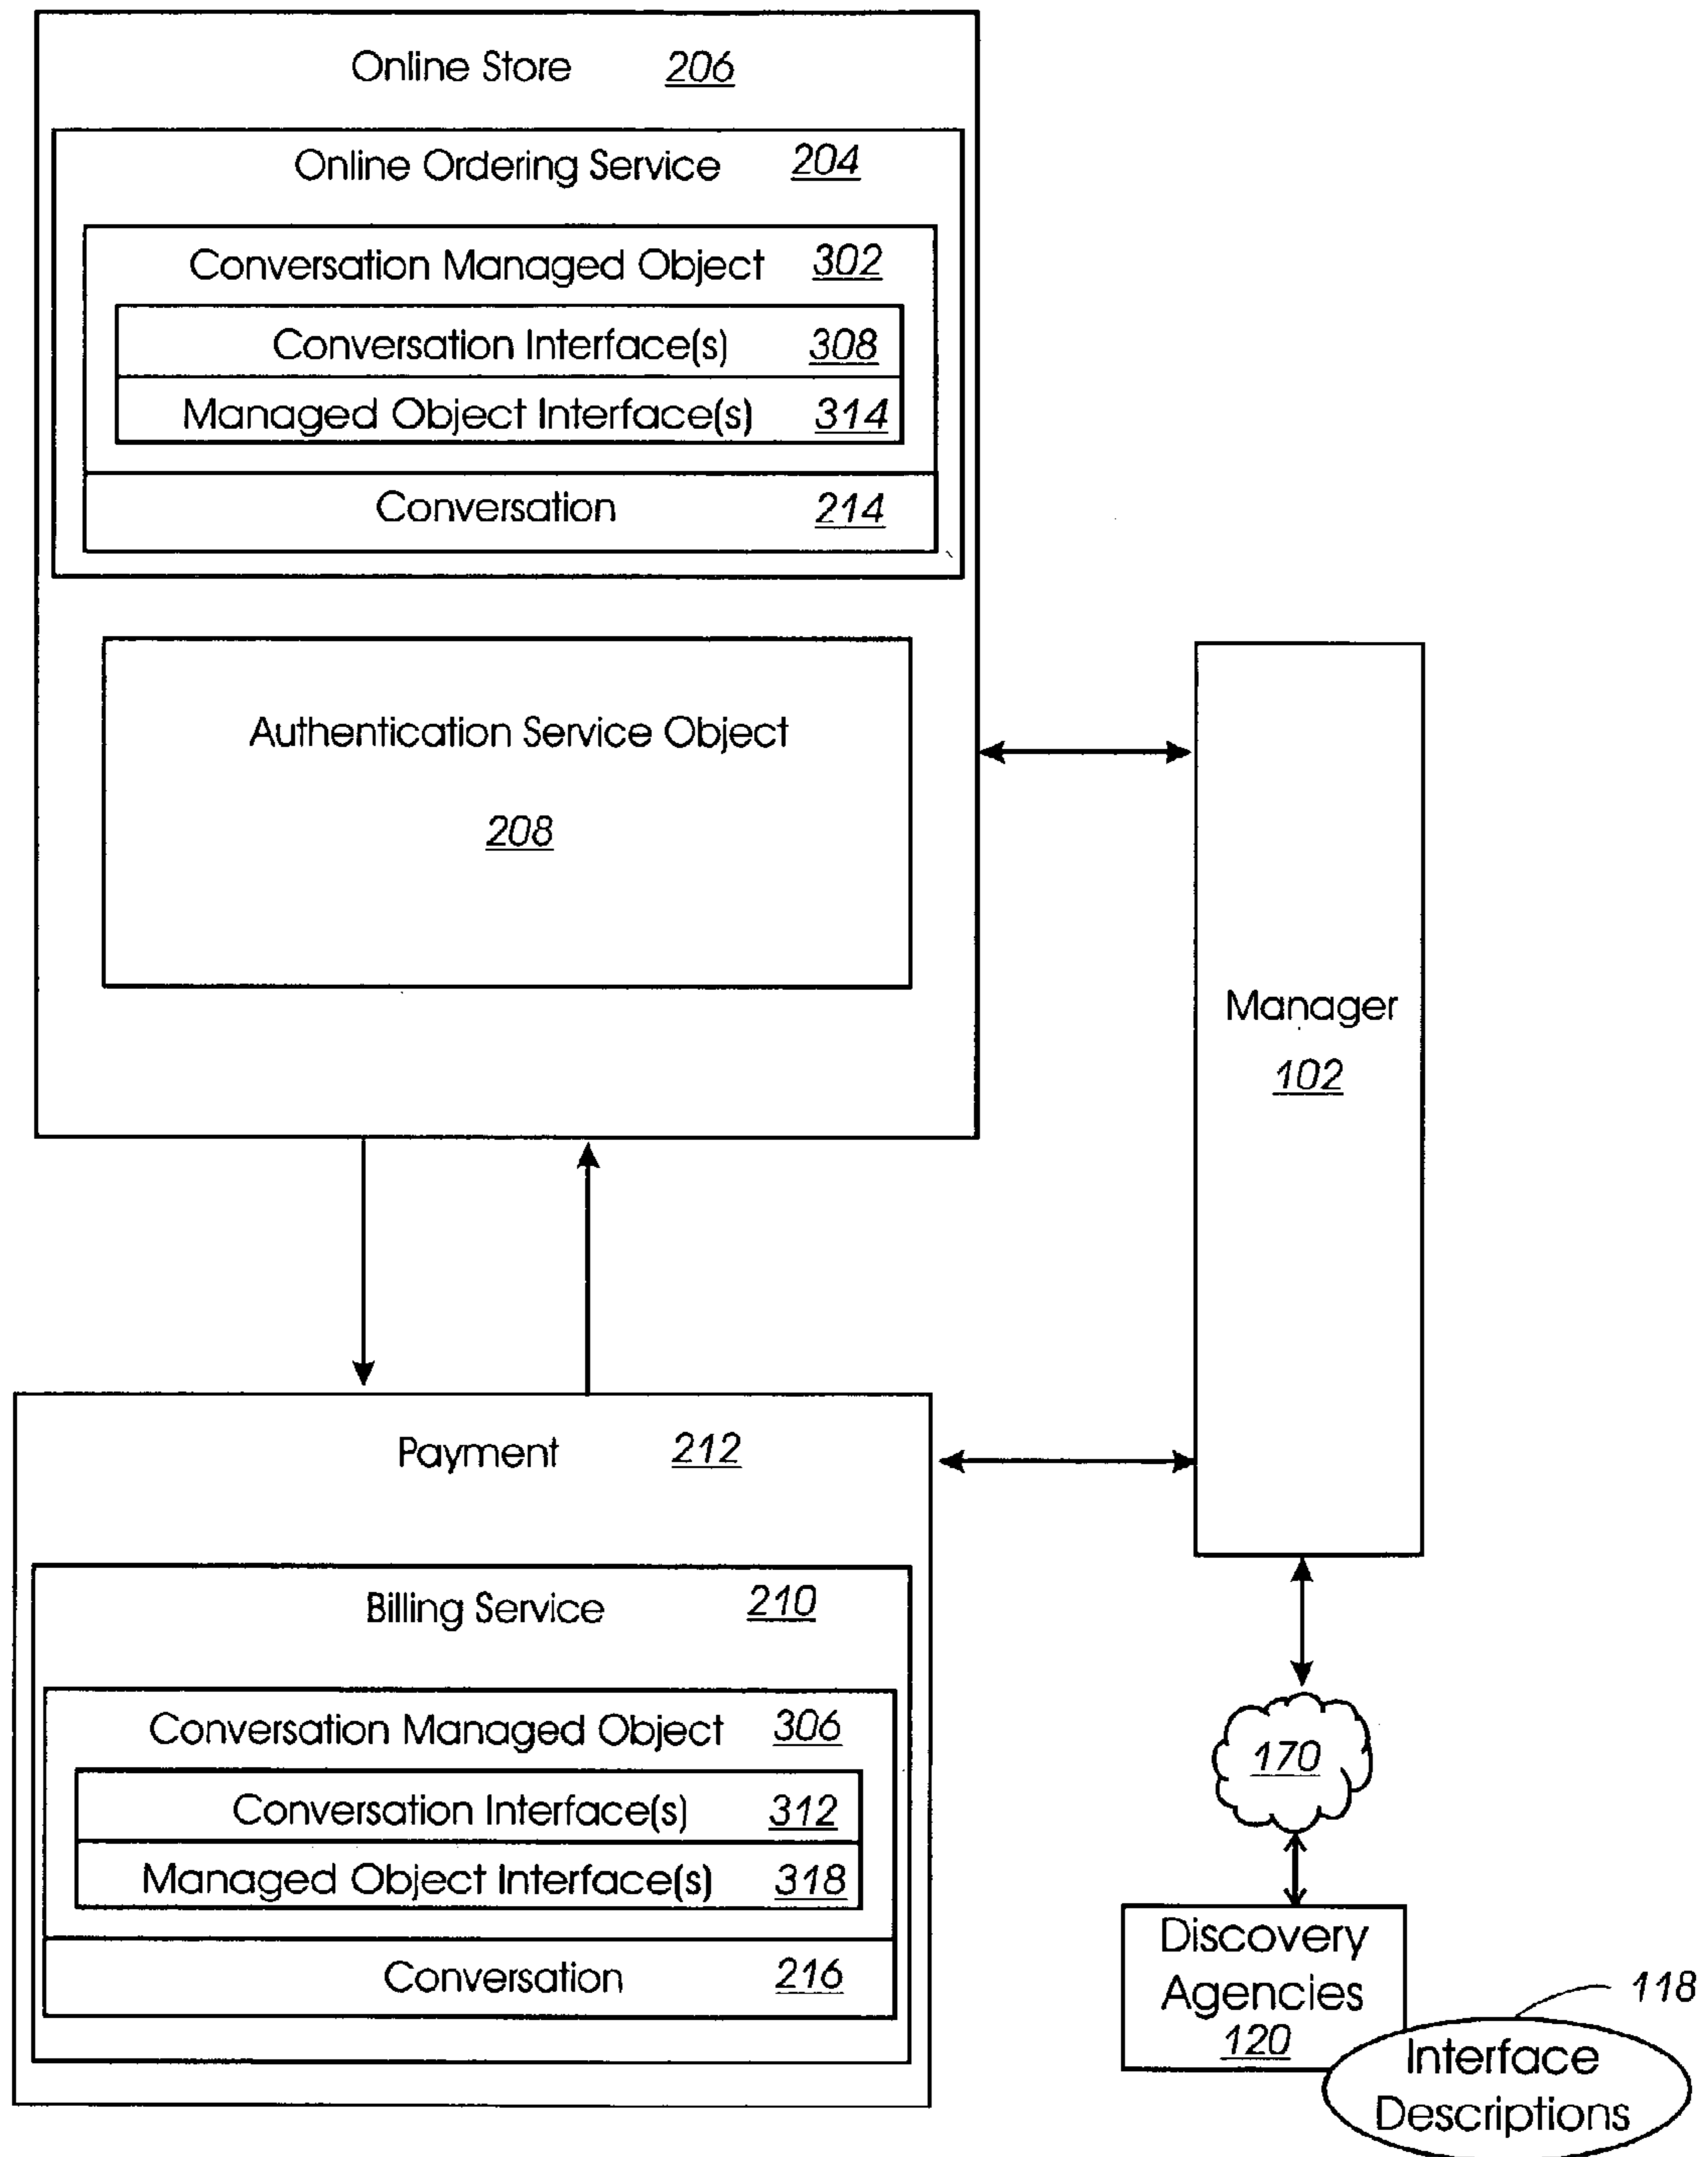 Online Store 206
Online Ordering Service 204
Conversation Managed Object 302
Conversation Interface(s) 308
Managed Object Interface(s) 314
Conversation 214
Authentication Service Object
208
Manager
102
Payment 212
Billing Service 210
Conversation Managed Object 306
Conversation Interface(s) 312
Managed Object Interface(s) 318
Conversation 216
170
Discovery
Agencies
120
118
Interface
Descriptions